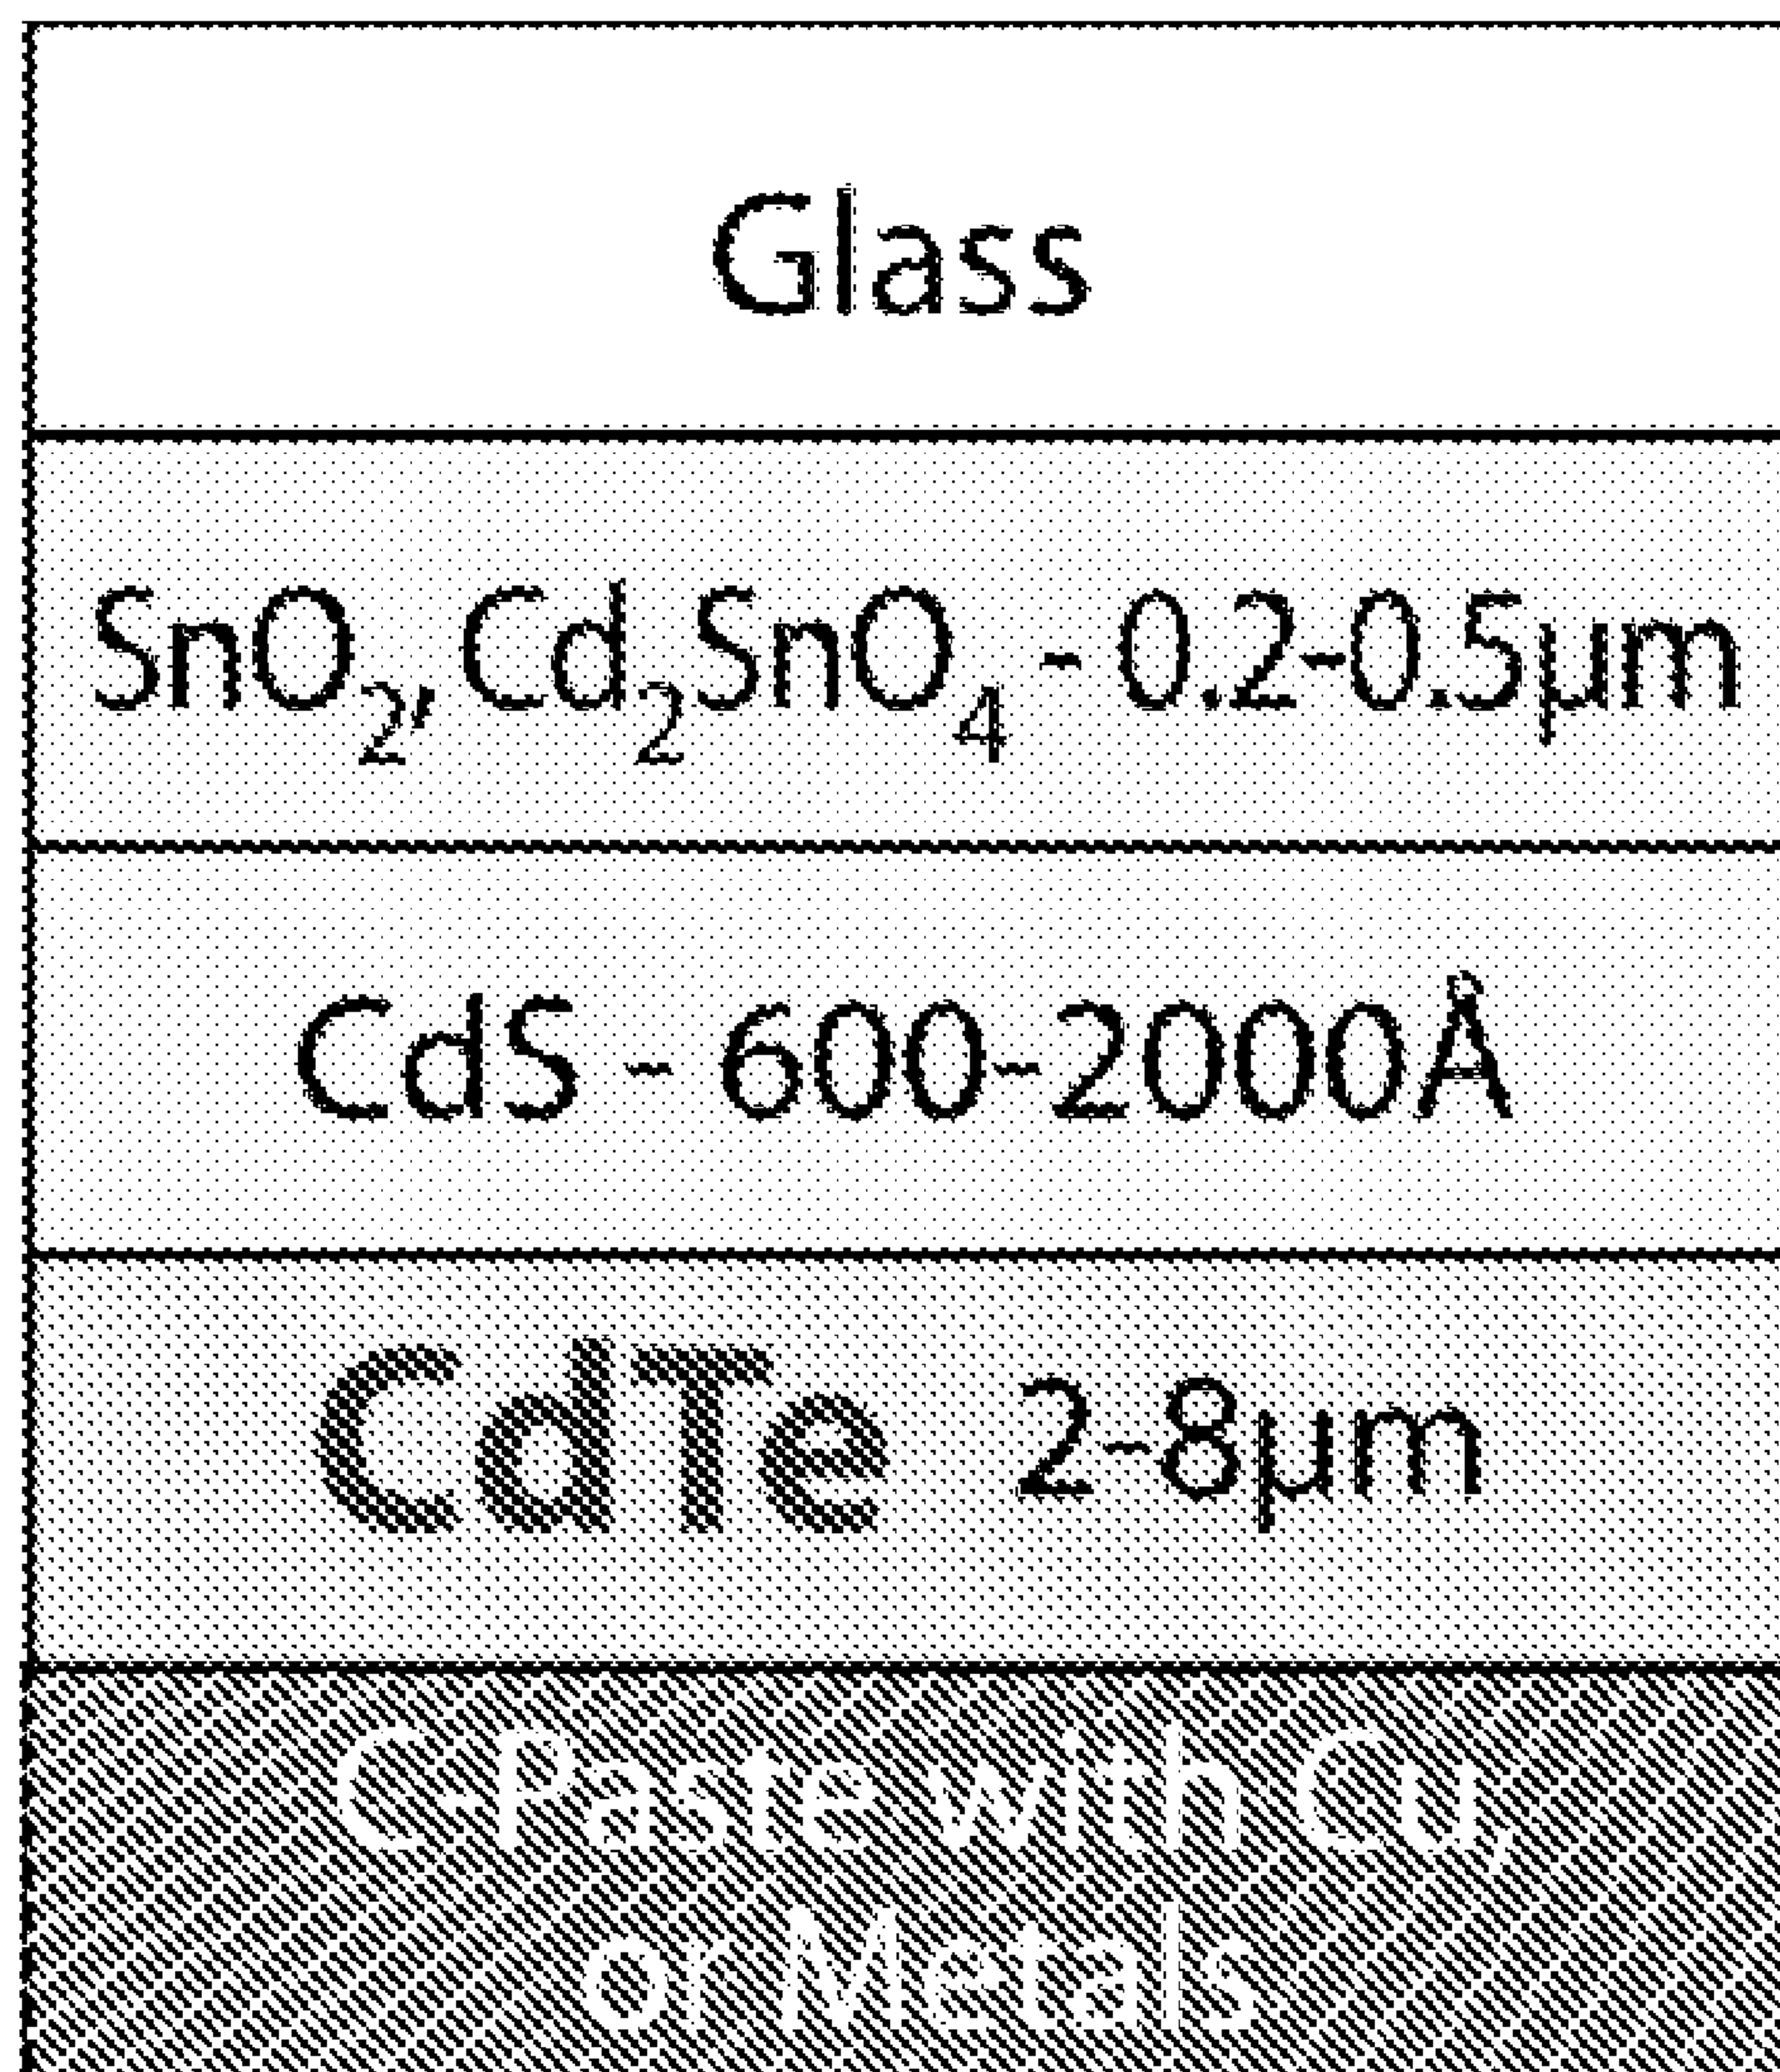 Glass
SnO₂, Cd₂SnO₄ - 0.2-0.5µm
CdS - 600-2000Å
CdTe 2-8µm
C-Paste with Cu,
or Metals